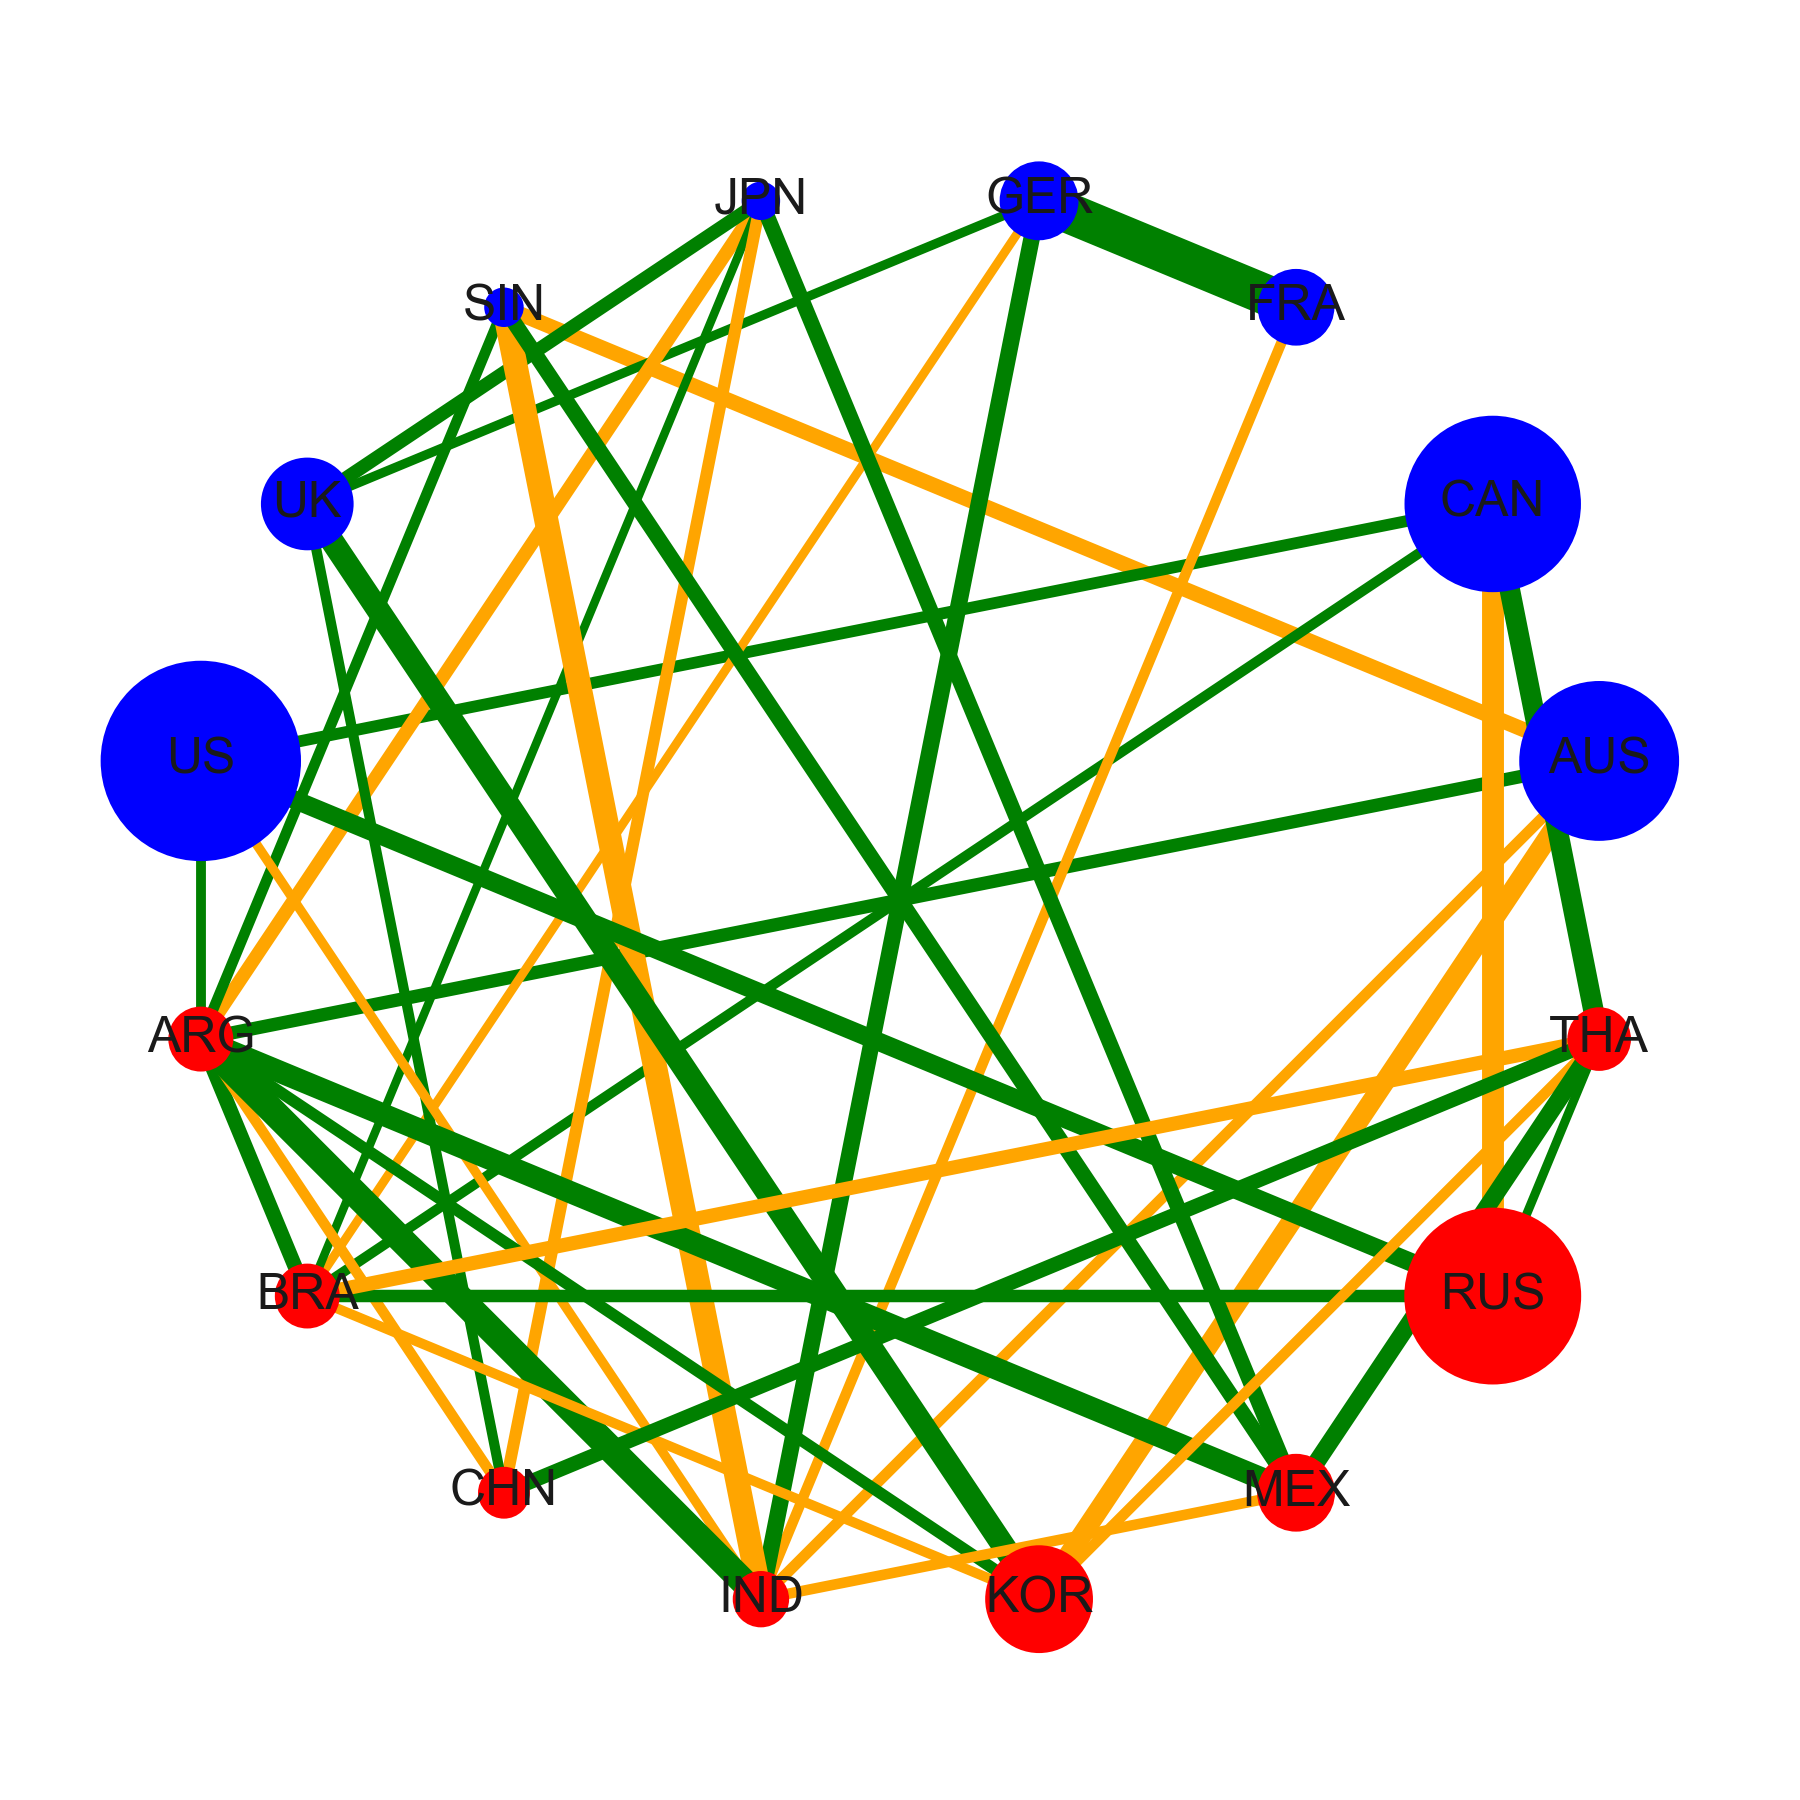 JPN
GER
SIN
FRA
UK
CAN
US
AUS
ARG
THA
BRA
RUS
CHN
MEX
IND
KOR